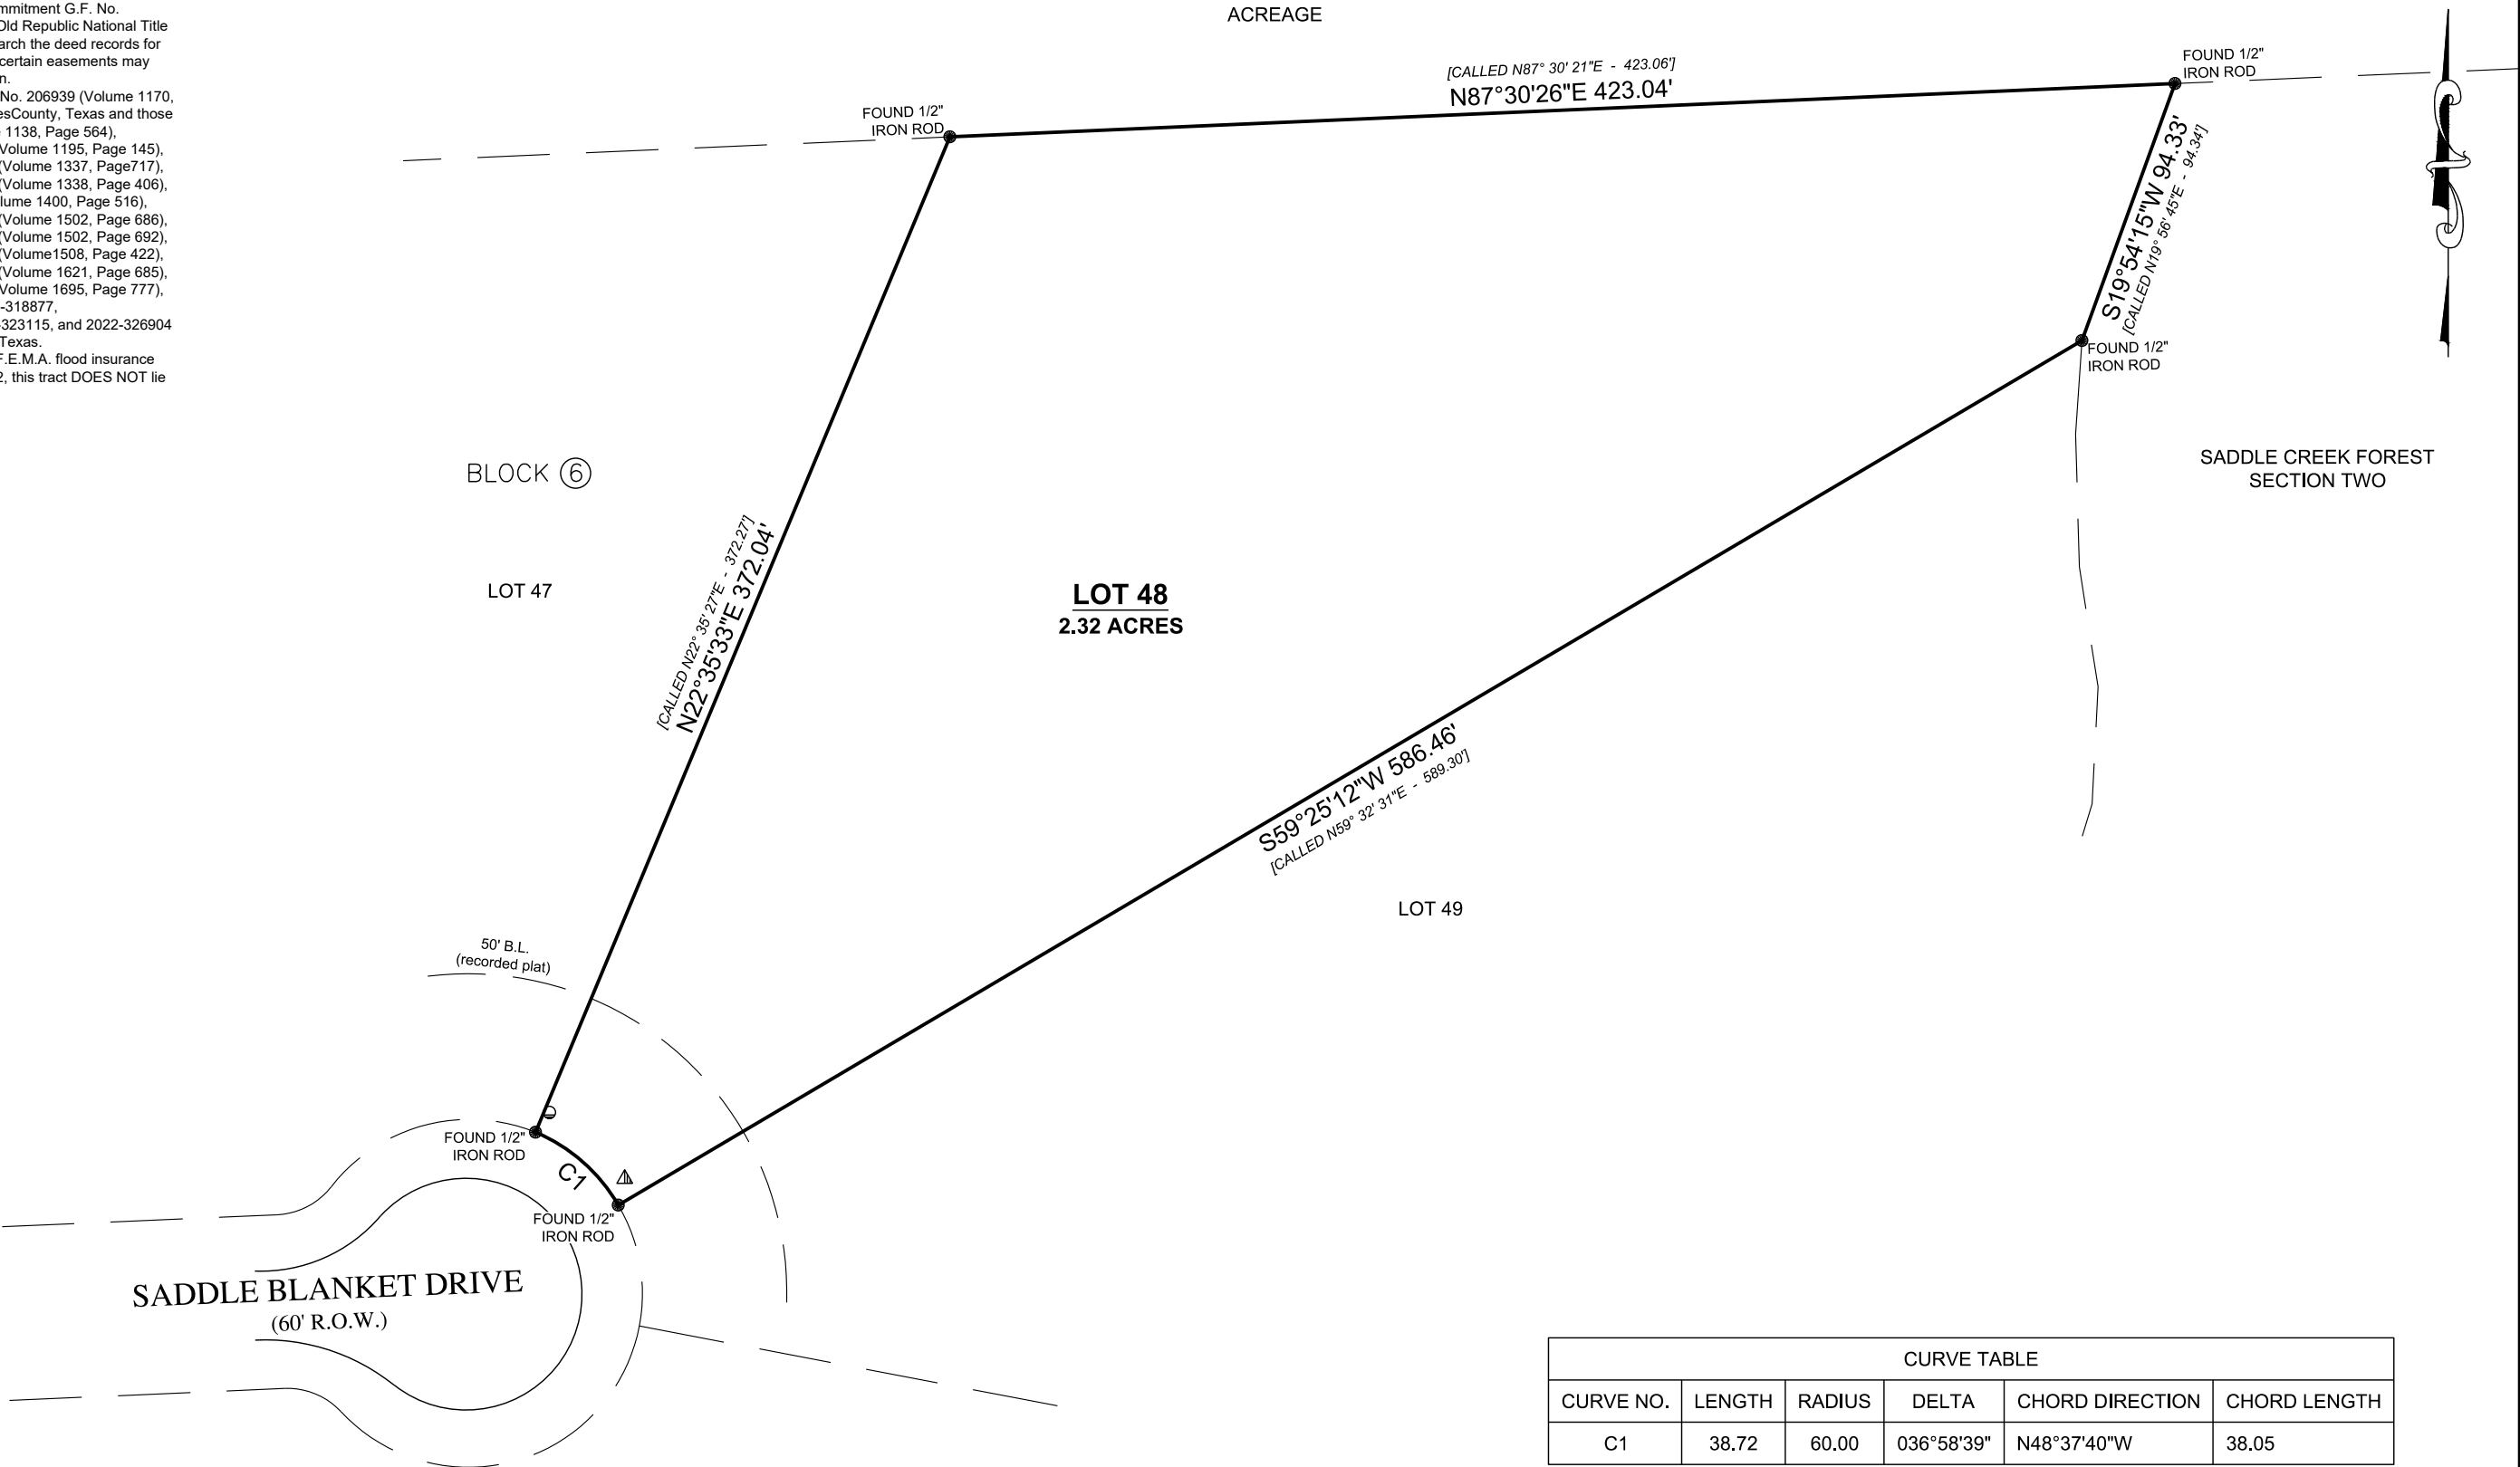 mmitment G.F. No.
Old Republic National Title
arch the deed records for
certain easements may
n.
No. 206939 (Volume 1170,
esCounty, Texas and those
1138, Page 564),
Volume 1195, Page 145),
(Volume 1337, Page717),
(Volume 1338, Page 406),
lume 1400, Page 516),
(Volume 1502, Page 686),
(Volume 1502, Page 692),
(Volume1508, Page 422),
(Volume 1621, Page 685),
Volume 1695, Page 777),
-318877,
-323115, and 2022-326904
Texas.
F.E.M.A. flood insurance
2, this tract DOES NOT lie
ACREAGE
[CALLED N87° 30' 21"E - 423.06']
N87°30'26"E 423.04'
FOUND 1/2"
IRON ROD
FOUND 1/2"
IRON ROD
S19°54'15"W 94.33'
[CALLED N19° 56' 45"E - 94.34']
FOUND 1/2"
IRON ROD
SADDLE CREEK FOREST
SECTION TWO
BLOCK 6
LOT 47
[CALLED N22° 35' 27"E - 372.27']
N22°35'33"E 372.04'
LOT 48
2.32 ACRES
S59°25'12"W 586.46'
[CALLED N59° 32' 31"E - 589.30']
LOT 49
50' B.L.
(recorded plat)
FOUND 1/2"
IRON ROD
C1
FOUND 1/2"
IRON ROD
SADDLE BLANKET DRIVE
(60' R.O.W.)
CURVE TABLE
CURVE NO. LENGTH RADIUS DELTA CHORD DIRECTION CHORD LENGTH
C1 38.72 60.00 036°58'39" N48°37'40"W 38.05